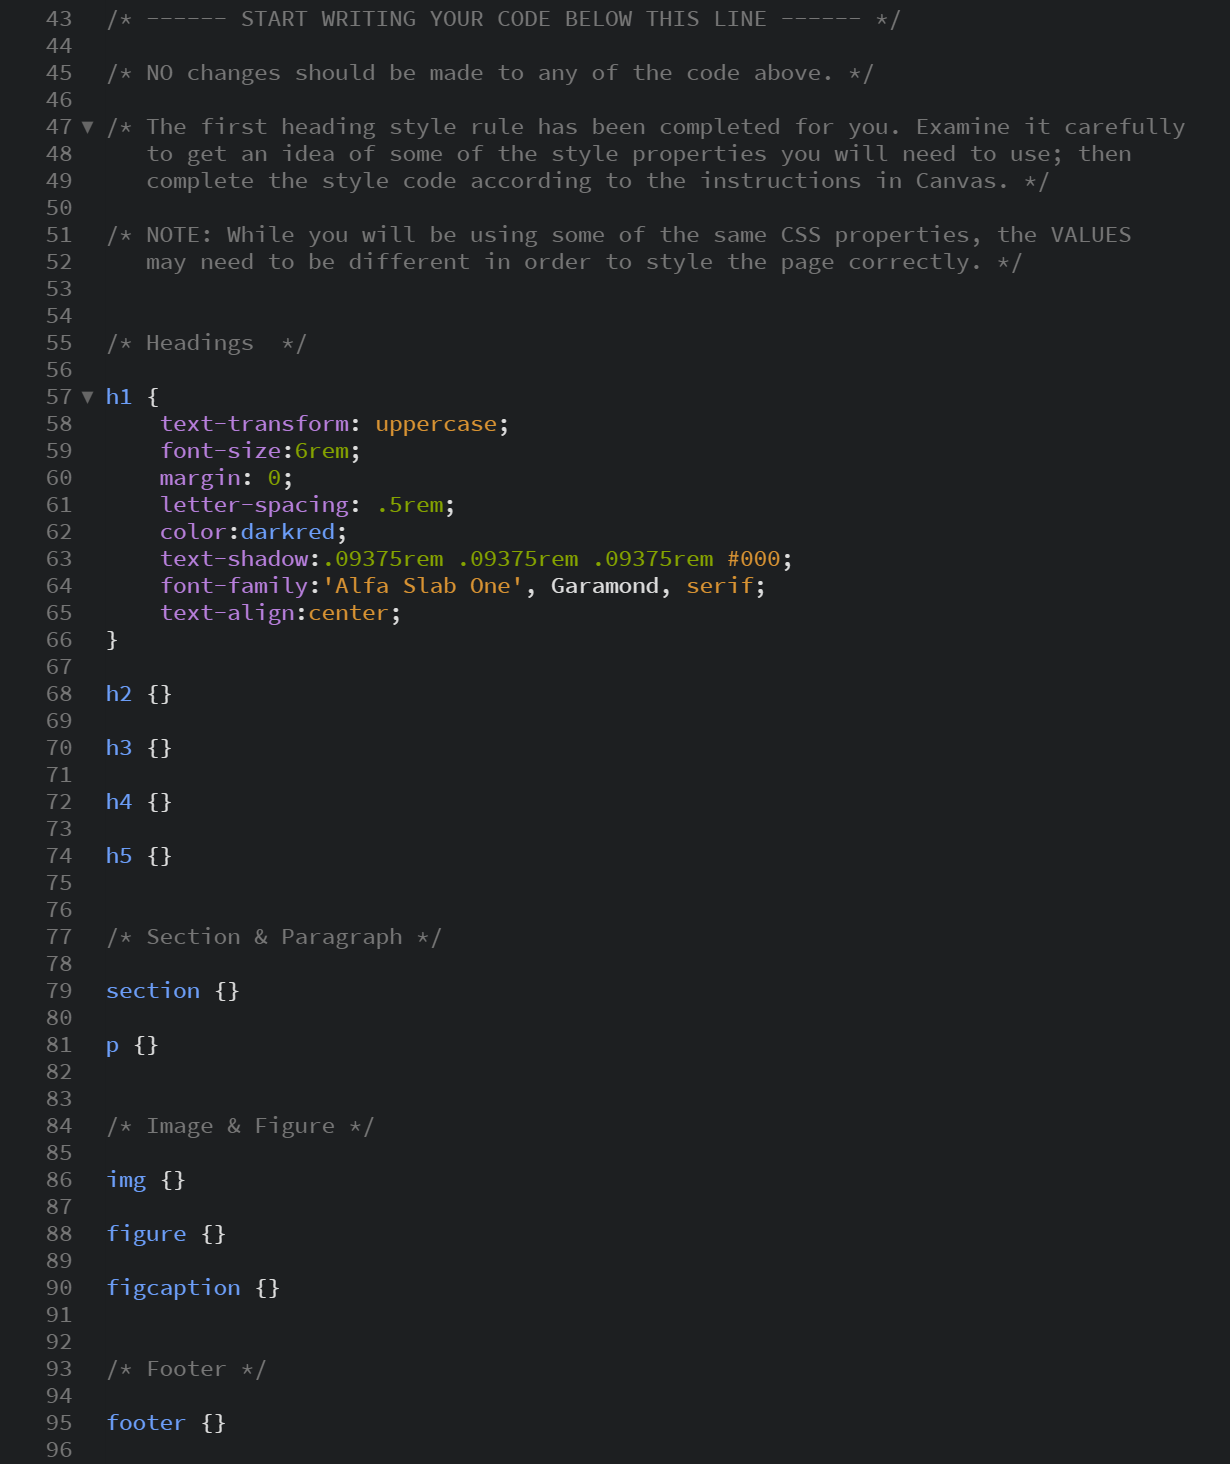 43 /* ------ START WRITING YOUR CODE BELOW THIS LINE ------ */
44
45 /* NO changes should be made to any of the code above. */
46
47 ▼ /* The first heading style rule has been completed for you. Examine it carefully
48 to get an idea of some of the style properties you will need to use; then
49 complete the style code according to the instructions in Canvas. */
50
51 /* NOTE: While you will be using some of the same CSS properties, the VALUES
52 may need to be different in order to style the page correctly. */
53
54
55 /* Headings  */
56
57 ▼ h1 {
58     text-transform: uppercase;
59     font-size:6rem;
60     margin: 0;
61     letter-spacing: .5rem;
62     color:darkred;
63     text-shadow:.09375rem .09375rem .09375rem #000;
64     font-family:'Alfa Slab One', Garamond, serif;
65     text-align:center;
66 }
67
68 h2 {}
69
70 h3 {}
71
72 h4 {}
73
74 h5 {}
75
76
77 /* Section & Paragraph */
78
79 section {}
80
81 p {}
82
83
84 /* Image & Figure */
85
86 img {}
87
88 figure {}
89
90 figcaption {}
91
92
93 /* Footer */
94
95 footer {}
96